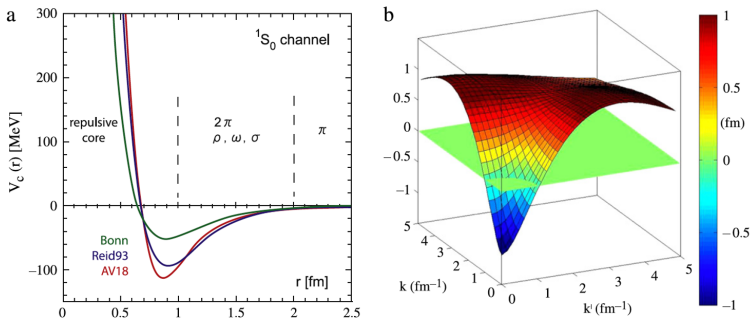 a
300
200
100
0
−100
V_C (r) [MeV]
¹S₀ channel
repulsive
core
2π
ρ, ω, σ
π
Bonn
Reid93
AV18
r [fm]
0
0.5
1
1.5
2
2.5
b
1
0.5
0
−0.5
−1
5
4
3
2
1
0
k (fm⁻¹)
0
1
2
3
4
5
k' (fm⁻¹)
1
0.5
(fm)
0
−0.5
−1